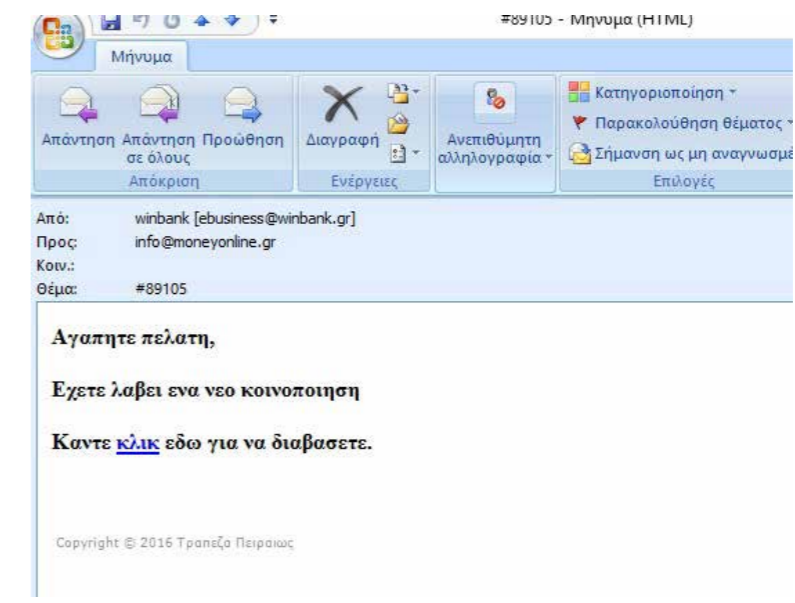 #89105 - Μήνυμα (HTML)
Μήνυμα
Απάντηση Απάντηση σε όλους Προώθηση
Απόκριση
Διαγραφή
Ενέργειες
Ανεπιθύμητη αλληλογραφία
Κατηγοριοποίηση
Παρακολούθηση θέματος
Σήμανση ως μη αναγνωσμέ
Επιλογές
Από: winbank [ebusiness@winbank.gr]
Προς: info@moneyonline.gr
Κοιν.:
Θέμα: #89105
Αγαπητε πελατη,
Εχετε λαβει ενα νεο κοινοποιηση
Καντε κλικ εδω για να διαβασετε.
Copyright © 2016 Τραπεζα Πειραιως